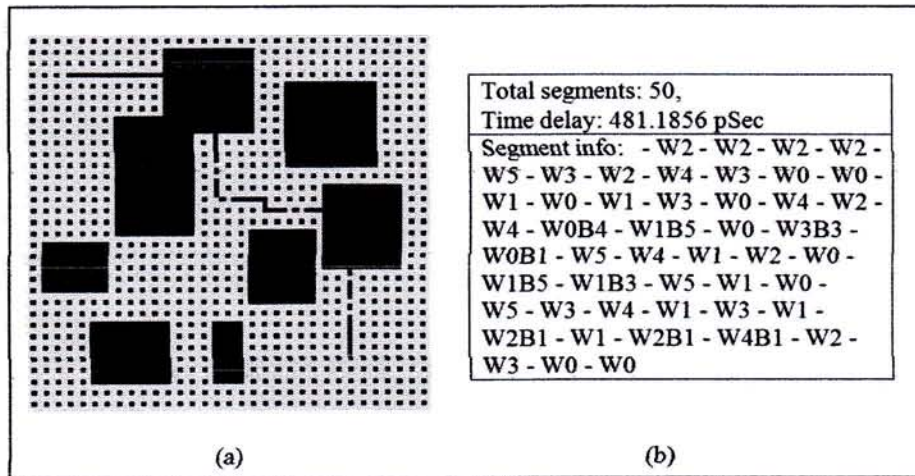 Total segments: 50,
Time delay: 481.1856 pSec
Segment info: - W2 - W2 - W2 - W2 -
W5 - W3 - W2 - W4 - W3 - W0 - W0 -
W1 - W0 - W1 - W3 - W0 - W4 - W2 -
W4 - W0B4 - W1B5 - W0 - W3B3 -
W0B1 - W5 - W4 - W1 - W2 - W0 -
W1B5 - W1B3 - W5 - W1 - W0 -
W5 - W3 - W4 - W1 - W3 - W1 -
W2B1 - W1 - W2B1 - W4B1 - W2 -
W3 - W0 - W0
(a)
(b)